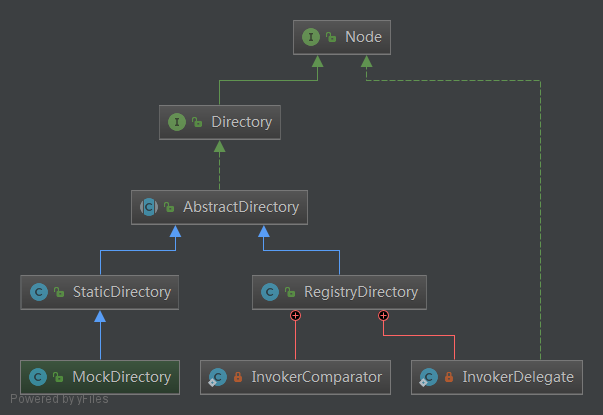 Node
Directory
AbstractDirectory
StaticDirectory
RegistryDirectory
MockDirectory
InvokerComparator
InvokerDelegate
Powered by yFiles